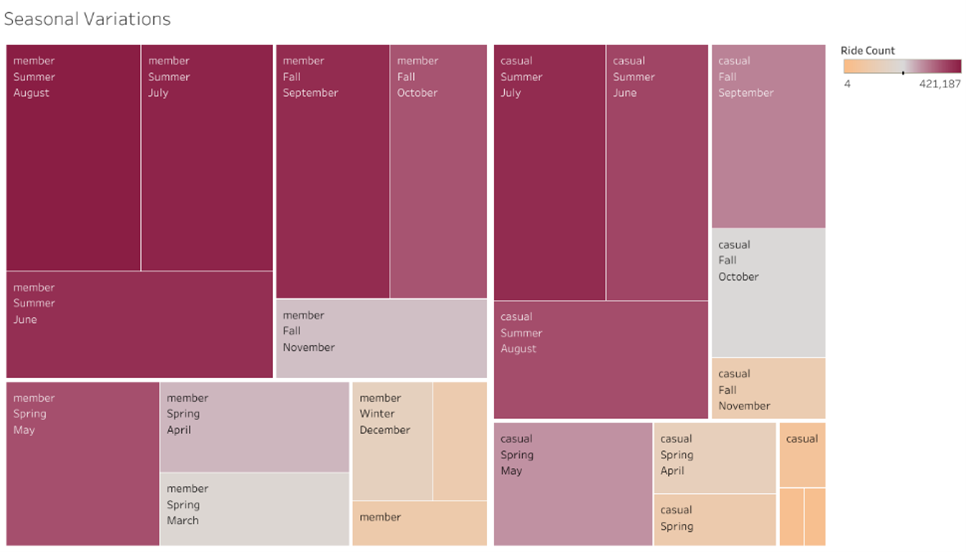 Seasonal Variations
member
Summer
August
member
Summer
July
member
Summer
June
member
Fall
September
member
Fall
October
member
Fall
November
member
Spring
May
member
Spring
April
member
Spring
March
member
Winter
December
member
casual
Summer
July
casual
Summer
June
casual
Summer
August
casual
Fall
September
casual
Fall
October
casual
Fall
November
casual
Spring
May
casual
Spring
April
casual
Spring
casual
Ride Count
4 421,187